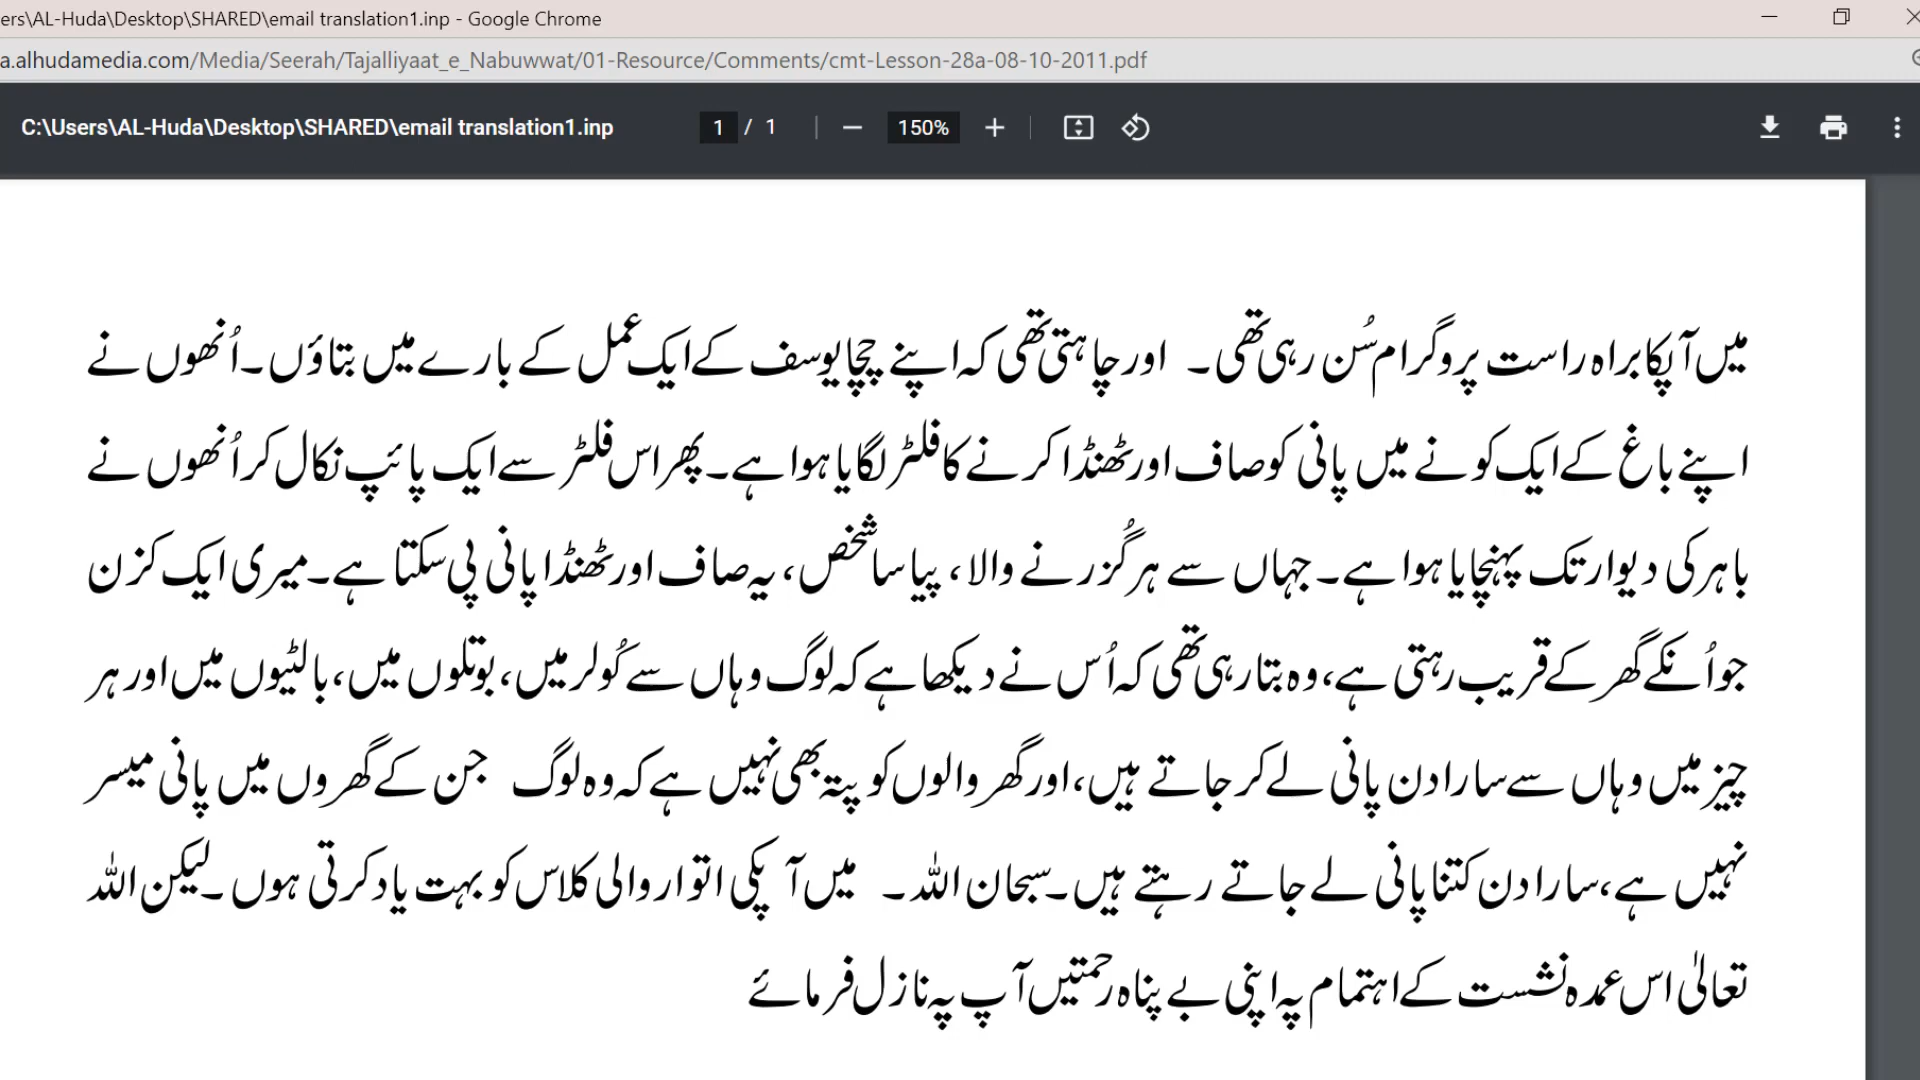 ers\AL-Huda\Desktop\SHARED\email translation1.inp - Google Chrome
a.alhudamedia.com/Media/Seerah/Tajalliyaat_e_Nabuwwat/01-Resource/Comments/cmt-Lesson-28a-08-10-2011.pdf
C:\Users\AL-Huda\Desktop\SHARED\email translation1.inp 1 / 1 150%
میں آپکا براہ راست پروگرام سُن رہی تھی۔ اور چاہتی تھی کہ اپنے چچا یوسف کے ایک عمل کے بارے میں بتاؤں۔ اُنھوں نے
اپنے باغ کے ایک کونے میں پانی کو صاف اور ٹھنڈا کرنے کا فلٹر لگایا ہوا ہے۔ پھر اس فلٹر سے ایک پائپ نکال کر اُنھوں نے
باہر کی دیوار تک پہنچایا ہوا ہے۔ جہاں سے ہر گُزرنے والا، پیاسا شخص، یہ صاف اور ٹھنڈا پانی پی سکتا ہے۔ میری ایک کزن
جو اُنکے گھر کے قریب رہتی ہے، وہ بتا رہی تھی کہ اُس نے دیکھا ہے کہ لوگ وہاں سے کُولر میں، بوتلوں میں، بالٹیوں میں اور ہر
چیز میں وہاں سے سارا دن پانی لے کر جاتے ہیں، اور گھر والوں کو پتہ بھی نہیں ہے کہ وہ لوگ جن کے گھروں میں پانی میسر
نہیں ہے، سارا دن کتنا پانی لے جاتے رہتے ہیں۔ سبحان اللہ۔ میں آپکی اتوار والی کلاس کو بہت یاد کرتی ہوں۔ لیکن اللہ
تعالیٰ اس عمدہ نشست کے اہتمام پہ اپنی بے پناہ رحمتیں آپ پہ نازل فرمائے